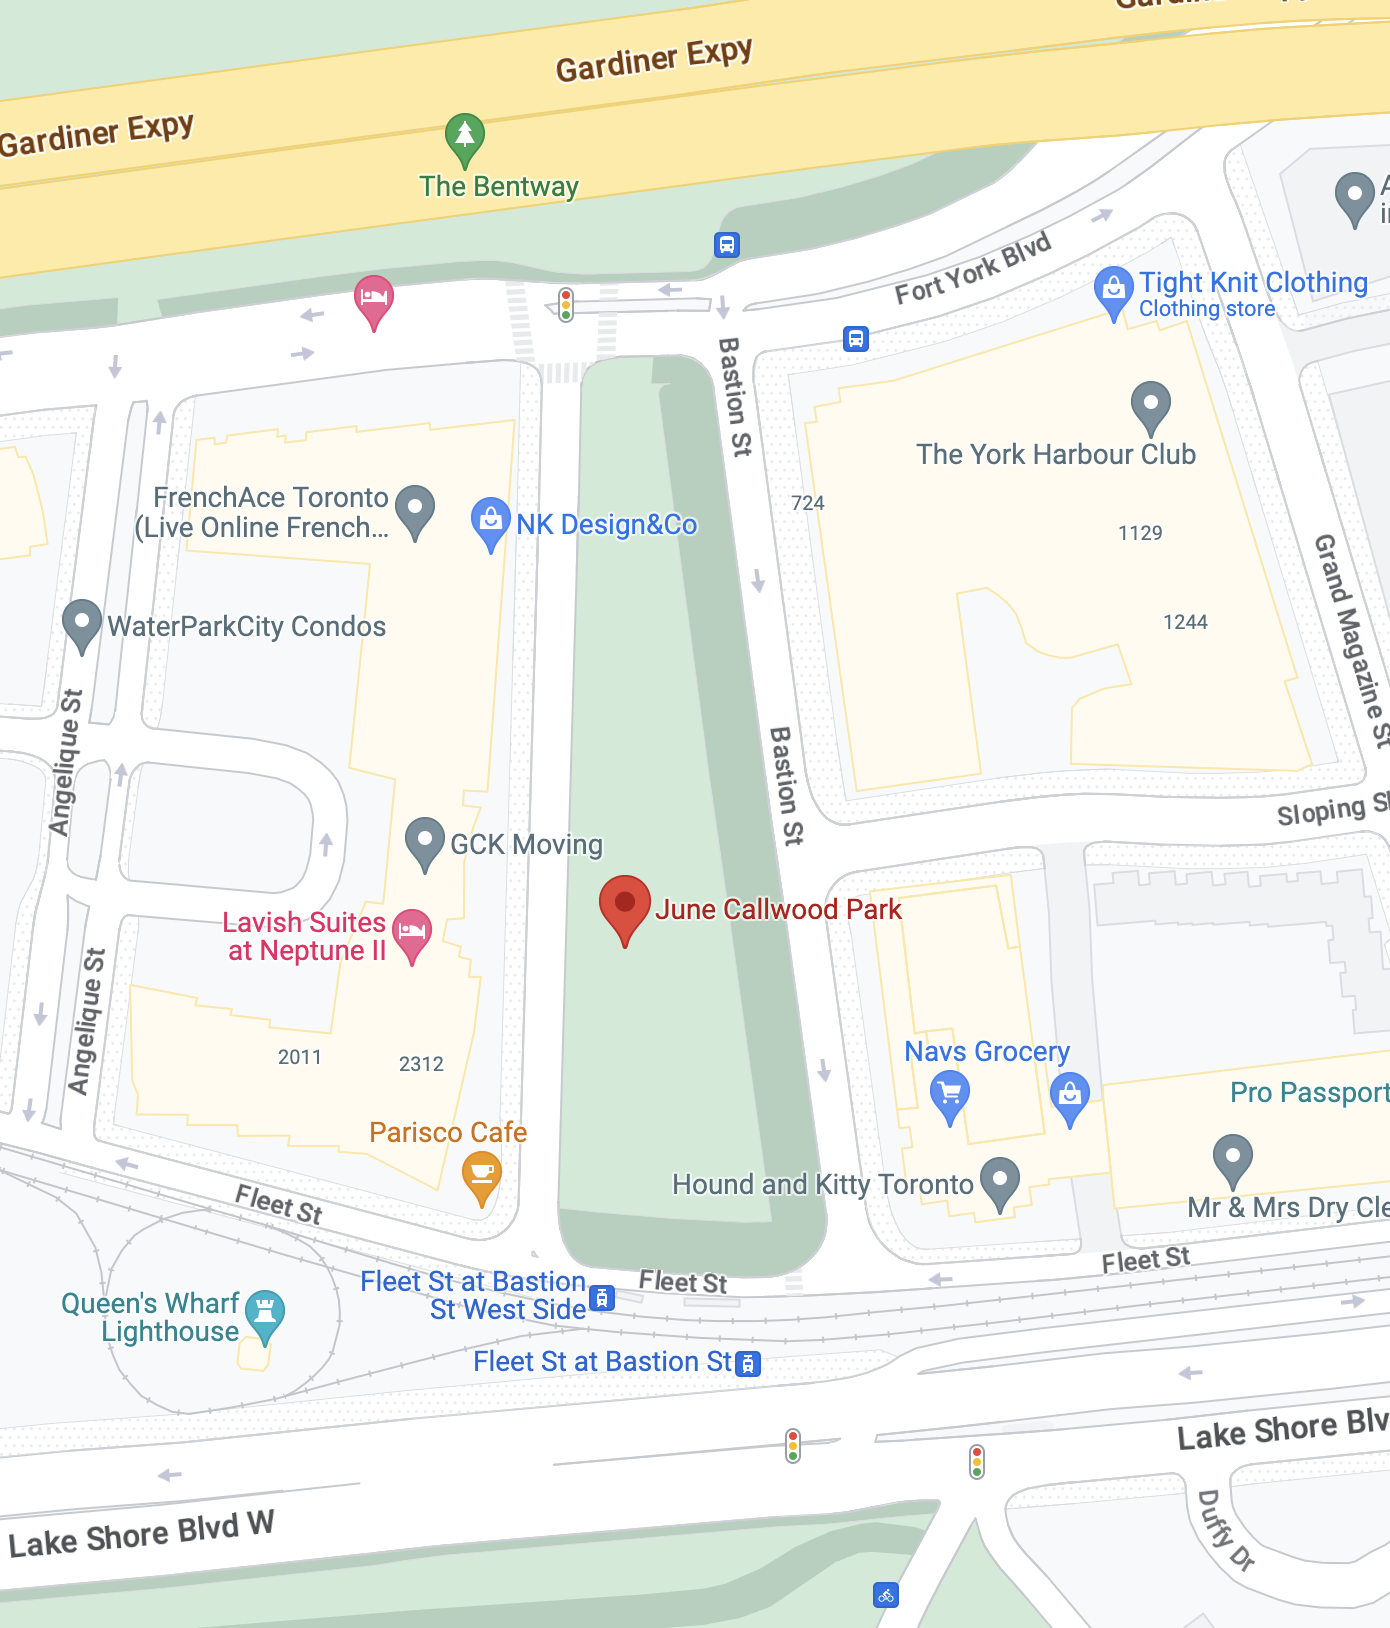 Gardiner Expy
Gardiner Expy
The Bentway
Fort York Blvd
Tight Knit Clothing
Clothing store
Bastion St
The York Harbour Club
FrenchAce Toronto
(Live Online French...
NK Design&Co
724
1129
1244
Grand Magazine St
WaterParkCity Condos
Angelique St
Bastion St
Sloping
GCK Moving
June Callwood Park
Lavish Suites
at Neptune II
Angelique St
2011
2312
Navs Grocery
Pro Passport
Parisco Cafe
Hound and Kitty Toronto
Mr & Mrs Dry Cle
Fleet St
Fleet St
Fleet St
Fleet St at Bastion
St West Side
Queen's Wharf
Lighthouse
Fleet St at Bastion St
Lake Shore Blv
Lake Shore Blvd W
Duffy Dr